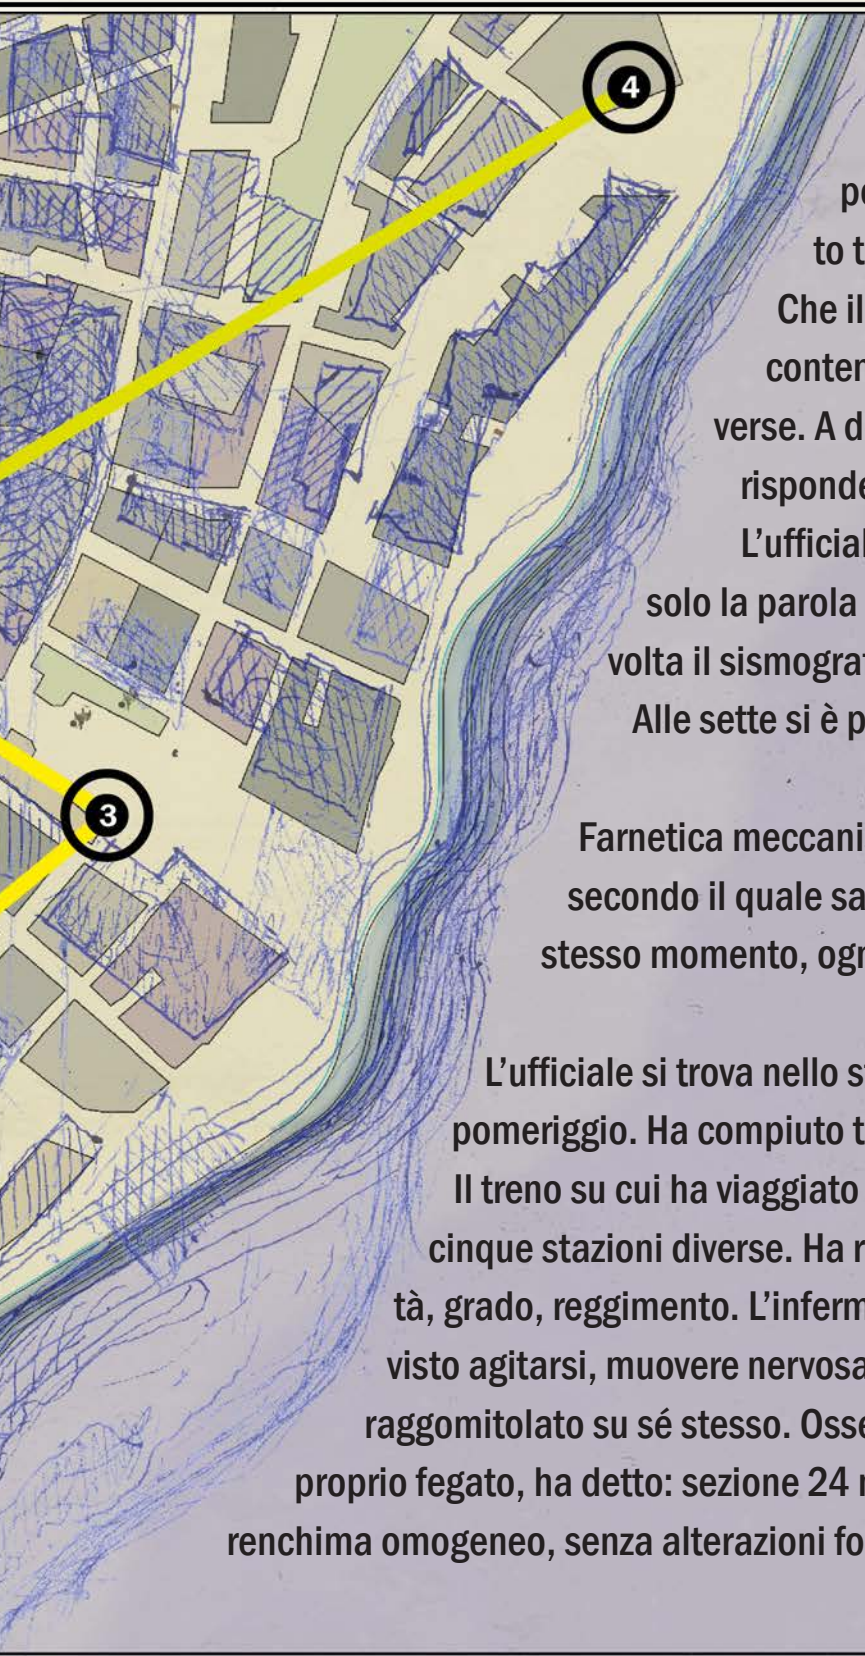 4
to t
Che il
conten
verse. A d
risponde
L'ufficial
solo la parola
volta il sismograf
Alle sette si è p
3
Farnetica meccani
secondo il quale sa
stesso momento, ogn
L'ufficiale si trova nello s
pomeriggio. Ha compiuto t
Il treno su cui ha viaggiato
cinque stazioni diverse. Ha r
tà, grado, reggimento. L'inferm
visto agitarsi, muovere nervosa
raggomitolato su sé stesso. Osse
proprio fegato, ha detto: sezione 24
renchima omogeneo, senza alterazioni fo